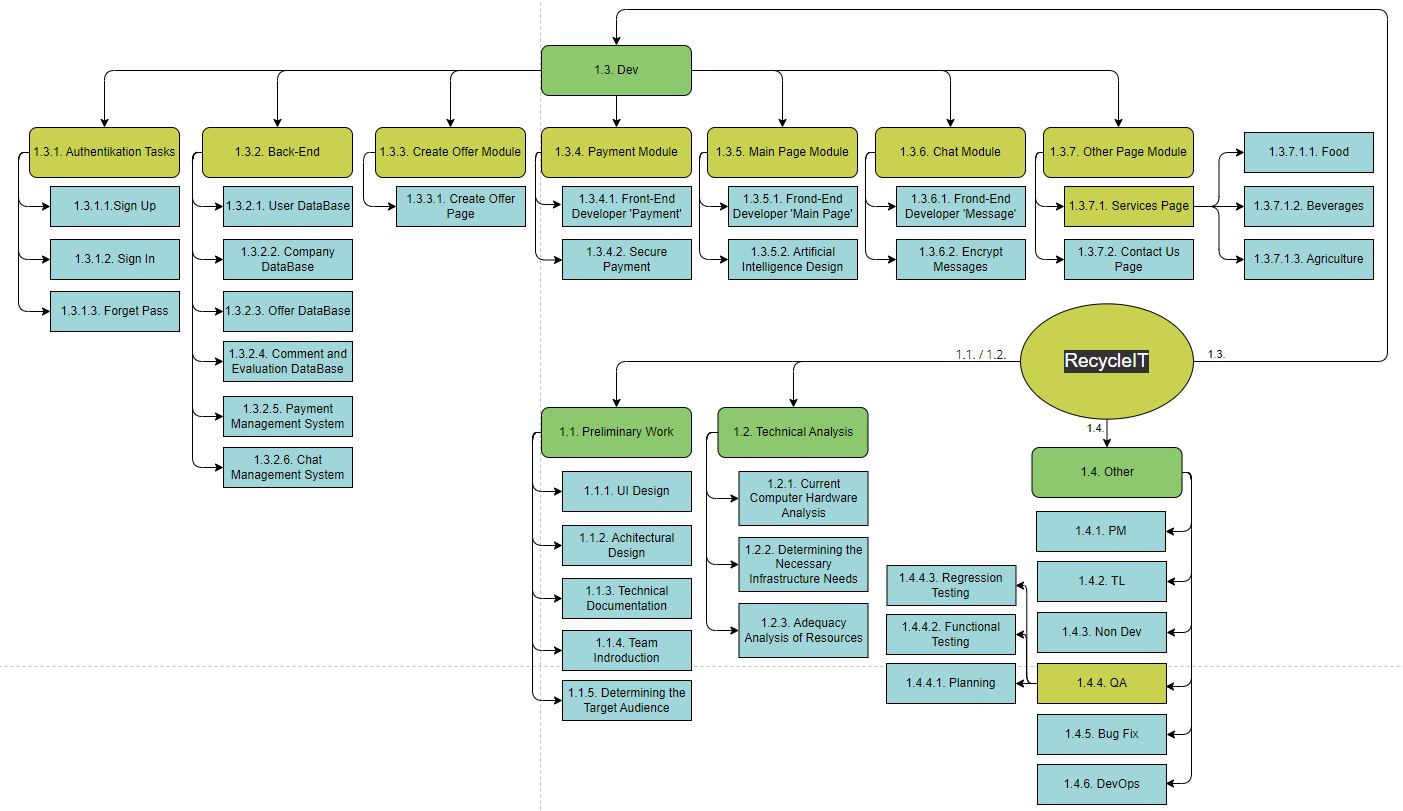 1.3. Dev
1.3.1. Authentikation Tasks
1.3.2. Back-End
1.3.3. Create Offer Module
1.3.4. Payment Module
1.3.5. Main Page Module
1.3.6. Chat Module
1.3.7. Other Page Module
1.3.7.1.1. Food
1.3.1.1.Sign Up
1.3.2.1. User DataBase
1.3.3.1. Create Offer
Page
1.3.4.1. Front-End
Developer 'Payment'
1.3.5.1. Frond-End
Developer 'Main Page'
1.3.6.1. Frond-End
Developer 'Message'
1.3.7.1. Services Page
1.3.7.1.2. Beverages
1.3.1.2. Sign In
1.3.2.2. Company
DataBase
1.3.4.2. Secure
Payment
1.3.5.2. Artificial
Intelligence Design
1.3.6.2. Encrypt
Messages
1.3.7.2. Contact Us
Page
1.3.7.1.3. Agriculture
1.3.1.3. Forget Pass
1.3.2.3. Offer DataBase
1.3.2.4. Comment and
Evaluation DataBase
1.3.2.5. Payment
Management System
1.3.2.6. Chat
Management System
1.1. / 1.2.
RecycleIT
1.3.
1.4.
1.1. Preliminary Work
1.2. Technical Analysis
1.4. Other
1.1.1. UI Design
1.1.2. Achitectural
Design
1.1.3. Technical
Documentation
1.1.4. Team
Indroduction
1.1.5. Determining the
Target Audience
1.2.1. Current
Computer Hardware
Analysis
1.2.2. Determining the
Necessary
Infrastructure Needs
1.2.3. Adequacy
Analysis of Resources
1.4.1. PM
1.4.2. TL
1.4.3. Non Dev
1.4.4. QA
1.4.5. Bug Fix
1.4.6. DevOps
1.4.4.3. Regression
Testing
1.4.4.2. Functional
Testing
1.4.4.1. Planning